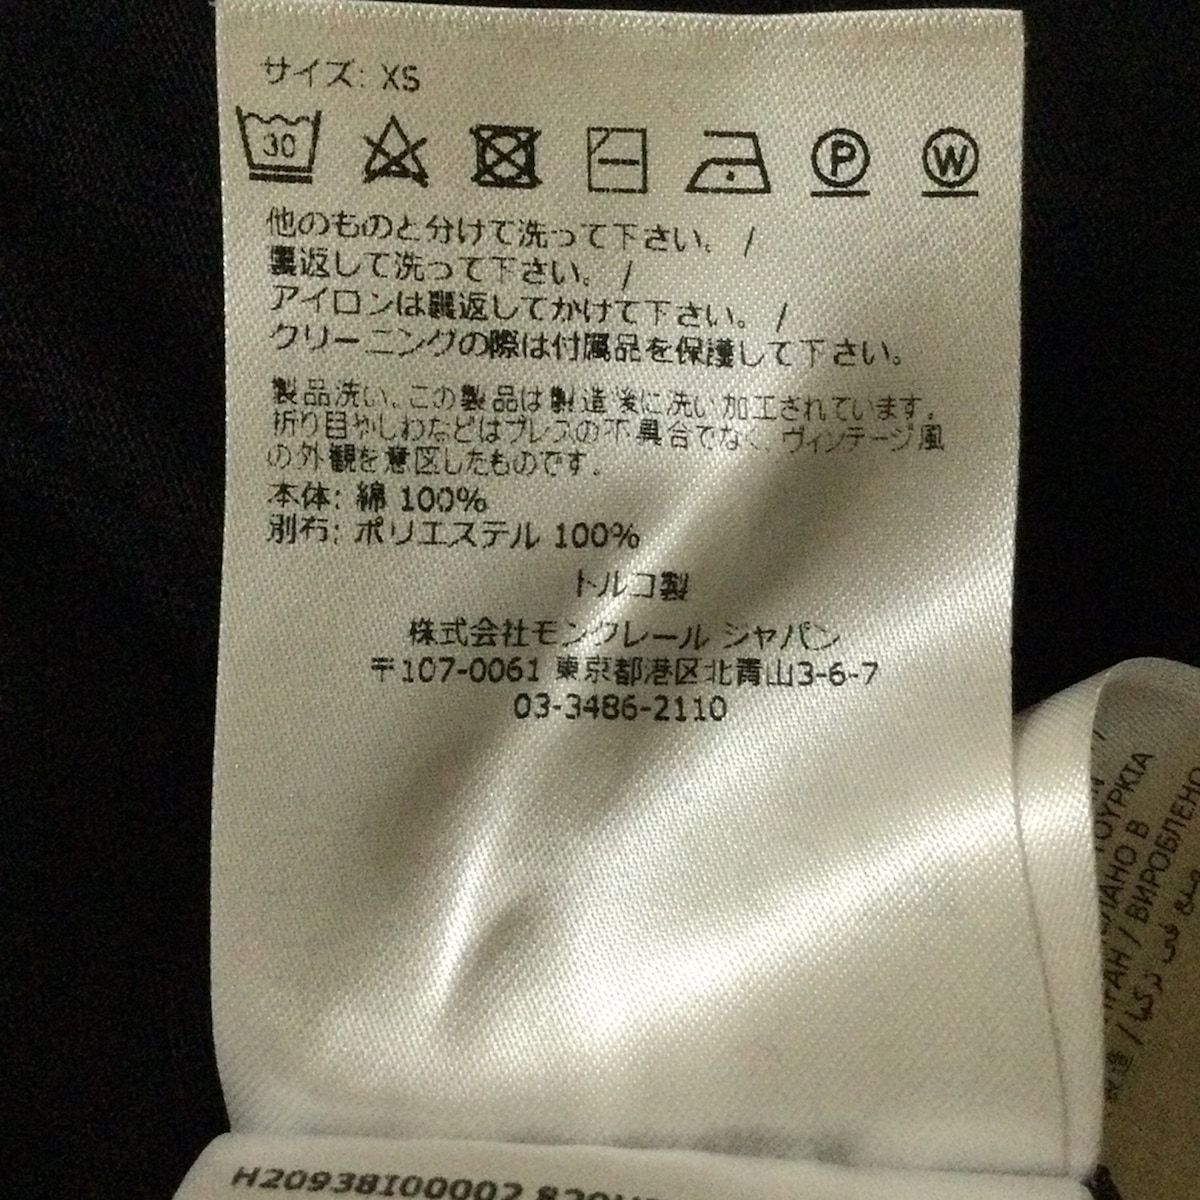 サイズ: XS
30 P W
他のものと分けて洗って下さい。 /
裏返して洗って下さい。 /
アイロンは裏返してかけて下さい。 /
クリーニングの際は付属品を保護して下さい。
製品洗い。この製品は製造後に洗い加工されています。
折り目やしわなどはプレスの不具合でなく、ヴィンテージ風
の外観を意図したものです。
本体: 綿 100%
別布: ポリエステル 100%
トルコ製
株式会社モンクレール ジャパン
〒107-0061 東京都港区北青山3-6-7
03-3486-2110
ΤΟΥΡΚΙΑ
/ ВИРОБЛЕНО
H20938I00002